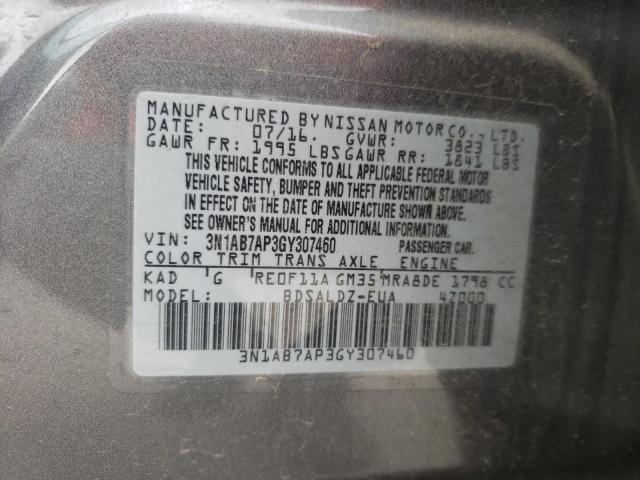 MANUFACTURED BY NISSAN MOTOR CO., LTD.
DATE: 07/16. GVWR: 3823 LBS
GAWR FR: 1995 LBS GAWR RR: 1841 LBS
THIS VEHICLE CONFORMS TO ALL APPLICABLE FEDERAL MOTOR
VEHICLE SAFETY, BUMPER AND THEFT PREVENTION STANDARDS
IN EFFECT ON THE DATE OF MANUFACTURE SHOWN ABOVE.
SEE OWNER'S MANUAL FOR ADDITIONAL INFORMATION.
VIN: 3N1AB7AP3GY307460 PASSENGER CAR.
COLOR TRIM TRANS AXLE ENGINE
KAD G RE0F11A GM35 MRA8DE 1798 CC
MODEL: BDSALDZ-EUA 4Z000
3N1AB7AP3GY307460